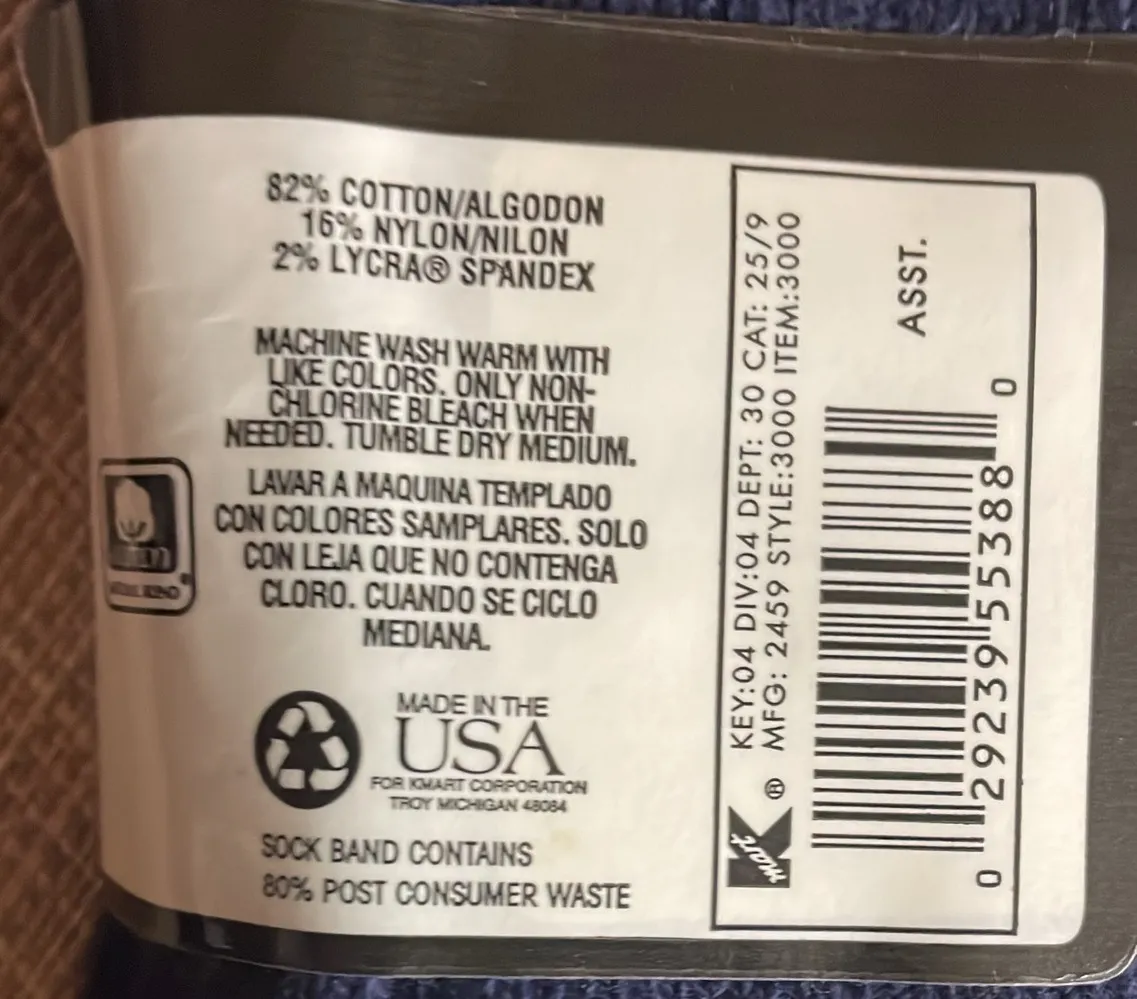 82% COTTON/ALGODON
16% NYLON/NILON
2% LYCRA® SPANDEX
MACHINE WASH WARM WITH
LIKE COLORS. ONLY NON-
CHLORINE BLEACH WHEN
NEEDED. TUMBLE DRY MEDIUM.
LAVAR A MAQUINA TEMPLADO
CON COLORES SAMPLARES. SOLO
CON LEJA QUE NO CONTENGA
CLORO. CUANDO SE CICLO
MEDIANA.
MADE IN THE
USA
FOR KMART CORPORATION
TROY MICHIGAN 48084
SOCK BAND CONTAINS
80% POST CONSUMER WASTE
Kmart ®
KEY:04 DIV:04 DEPT: 30 CAT: 25/9
MFG: 2459 STYLE:3000 ITEM:3000
ASST.
0 29239 55388 0